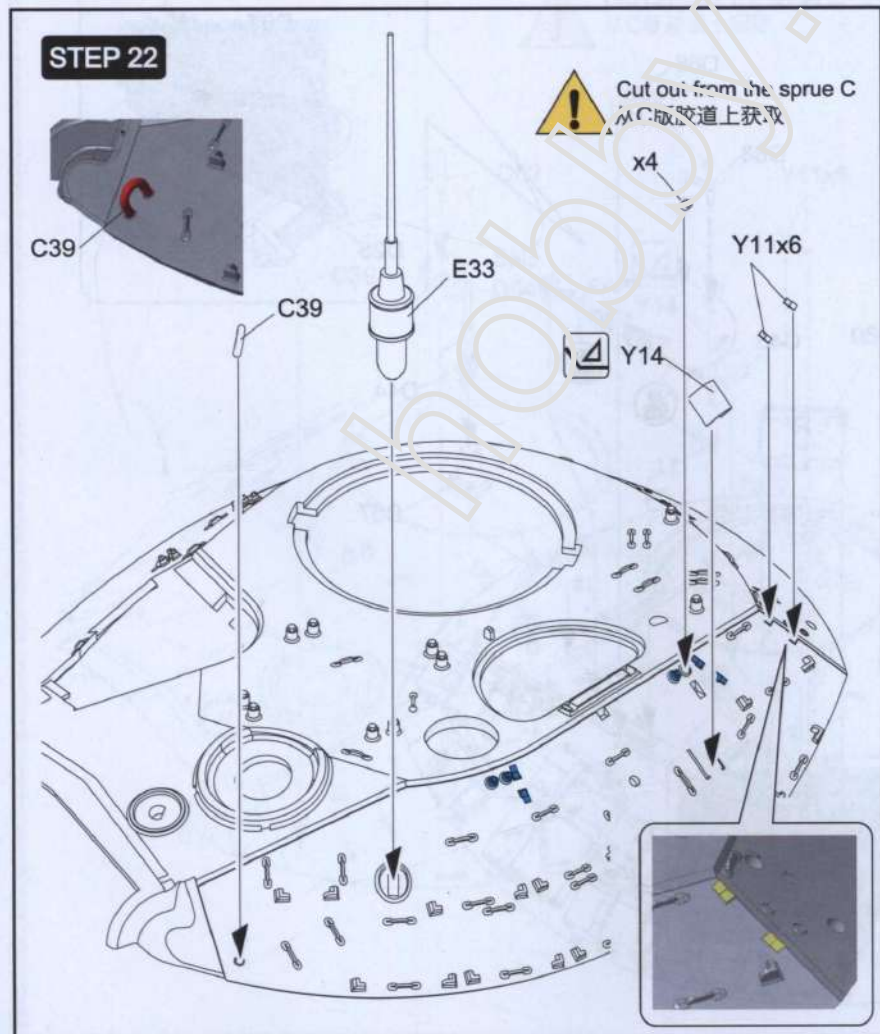 STEP 22
Cut out from the sprue C
从C版胶道上获取
x4
Y11x6
C39
E33
C39
Y14
hobby.